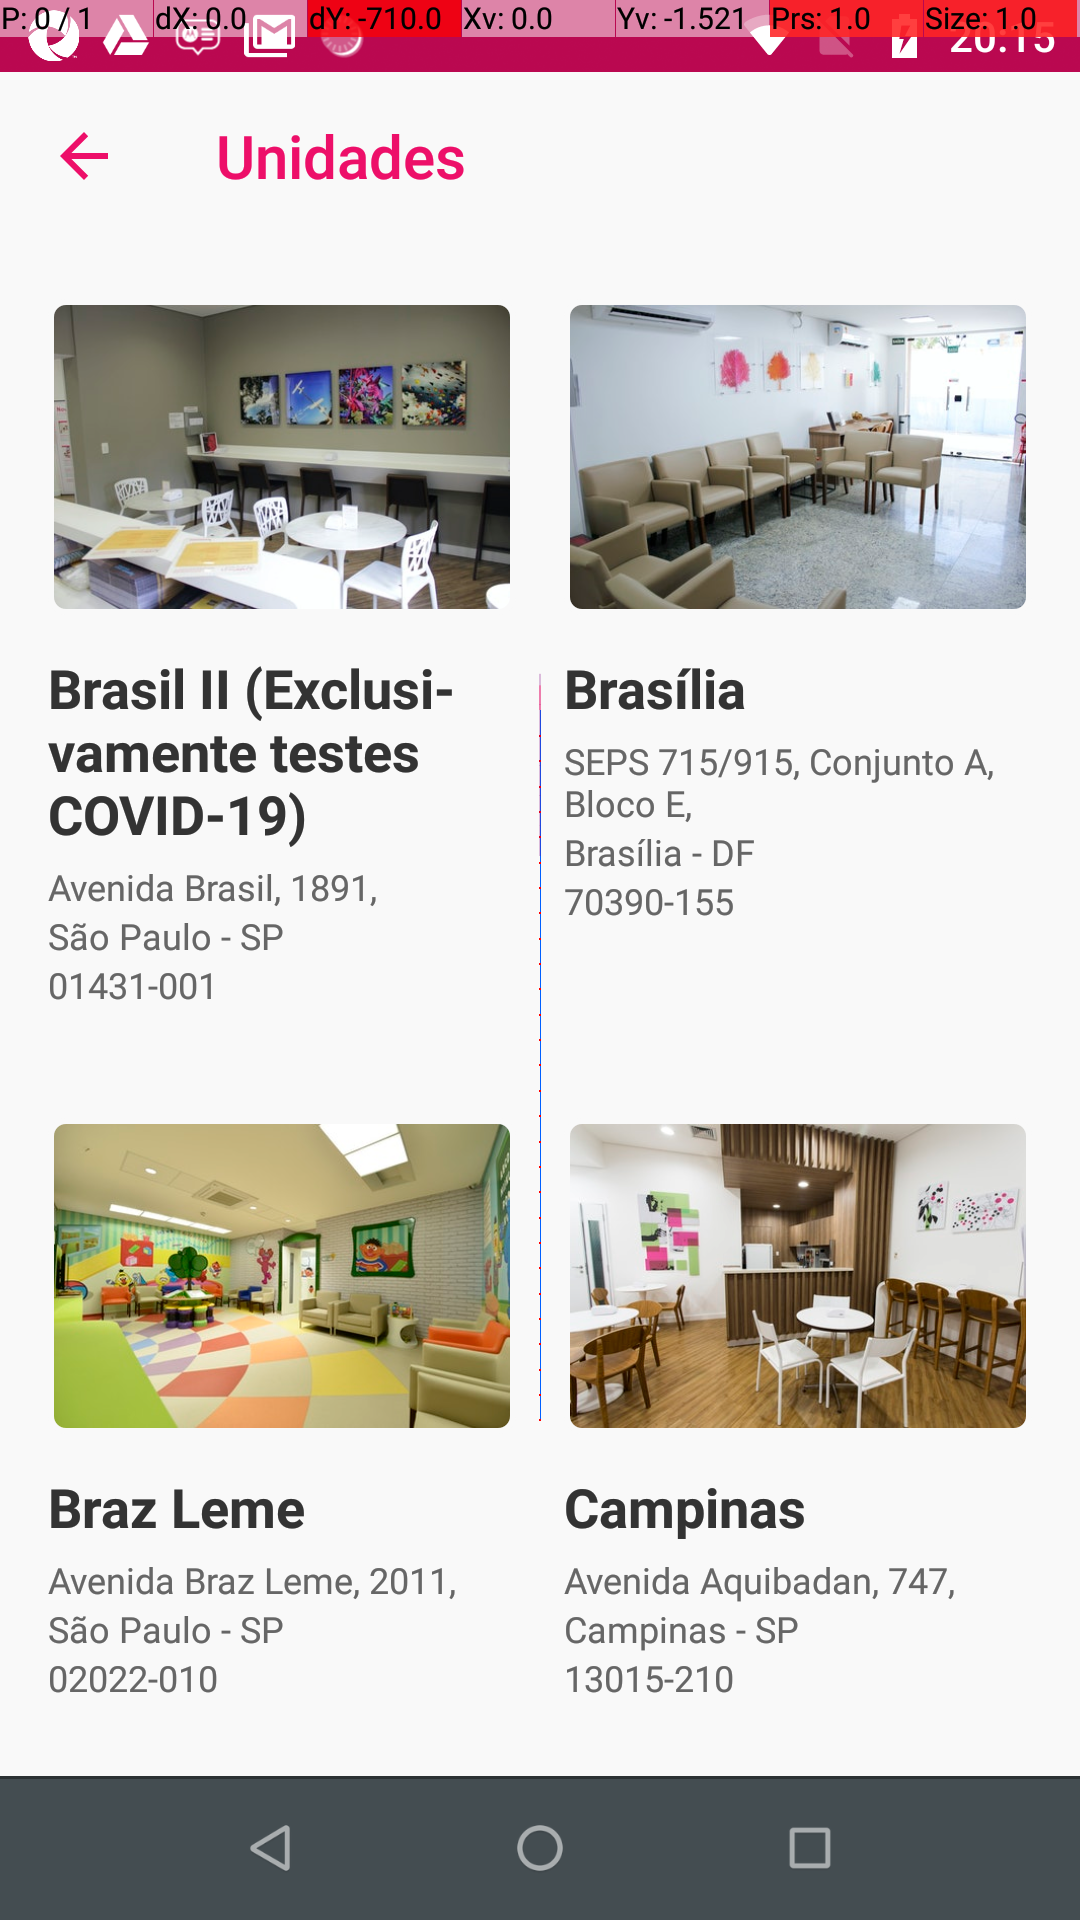 P: 0 / 1 dX: 0.0 dY: -710.0 Xv: 0.0 Yv: -1.521 Prs: 1.0 Size: 1.0
20:15
Unidades
Brasil II (Exclusi-
vamente testes
COVID-19)
Avenida Brasil, 1891,
São Paulo - SP
01431-001
Brasília
SEPS 715/915, Conjunto A,
Bloco E,
Brasília - DF
70390-155
Braz Leme
Avenida Braz Leme, 2011,
São Paulo - SP
02022-010
Campinas
Avenida Aquibadan, 747,
Campinas - SP
13015-210